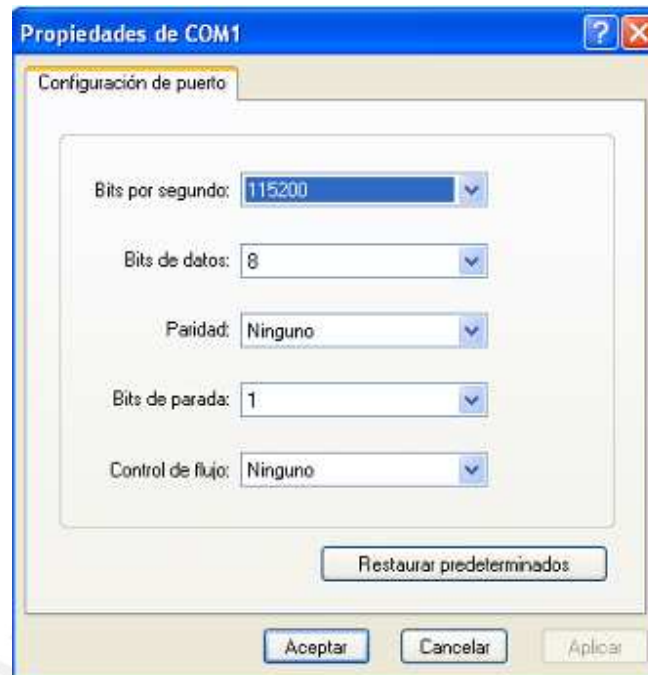 Propiedades de COM1
Configuración de puerto
Bits por segundo: 115200
Bits de datos: 8
Paridad: Ninguno
Bits de parada: 1
Control de flujo: Ninguno
Restaurar predeterminados
Aceptar Cancelar Aplicar